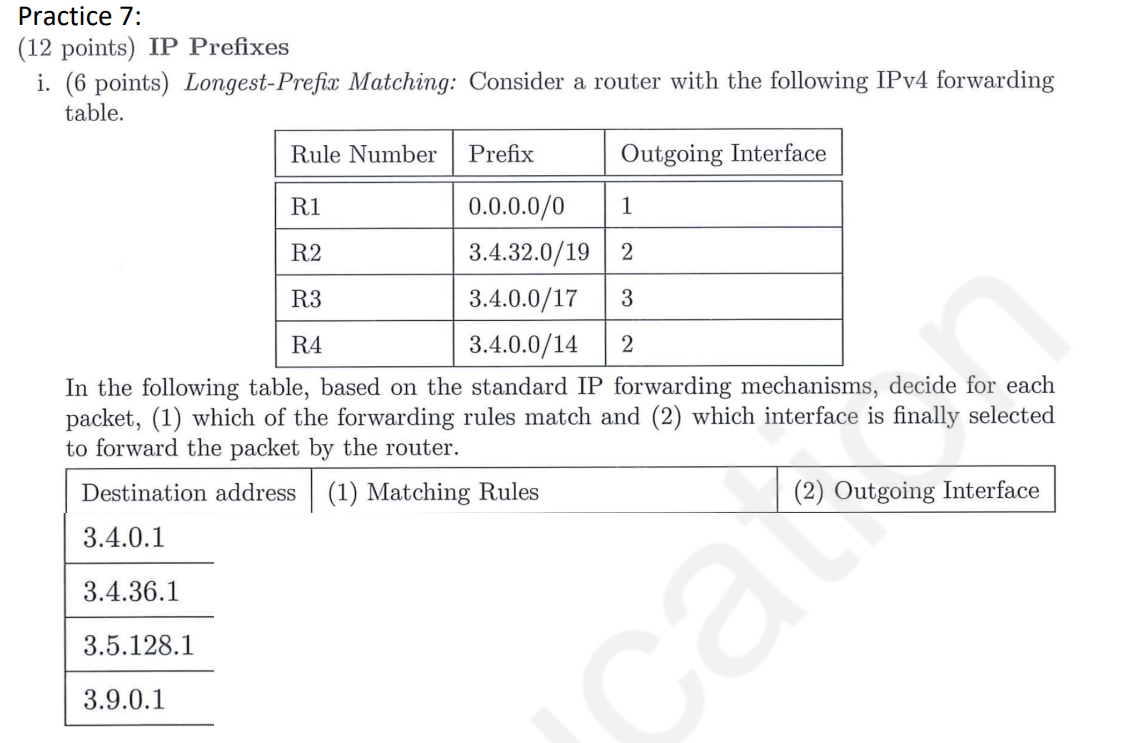 Practice 7:
(12 points) IP Prefixes
i. (6 points) Longest-Prefix Matching: Consider a router with the following IPv4 forwarding
table.
Rule Number Prefix Outgoing Interface
R1 0.0.0.0/0 1
R2 3.4.32.0/19 2
R3 3.4.0.0/17 3
R4 3.4.0.0/14 2
In the following table, based on the standard IP forwarding mechanisms, decide for each
packet, (1) which of the forwarding rules match and (2) which interface is finally selected
to forward the packet by the router.
Destination address (1) Matching Rules (2) Outgoing Interface
3.4.0.1
3.4.36.1
3.5.128.1
3.9.0.1
ication